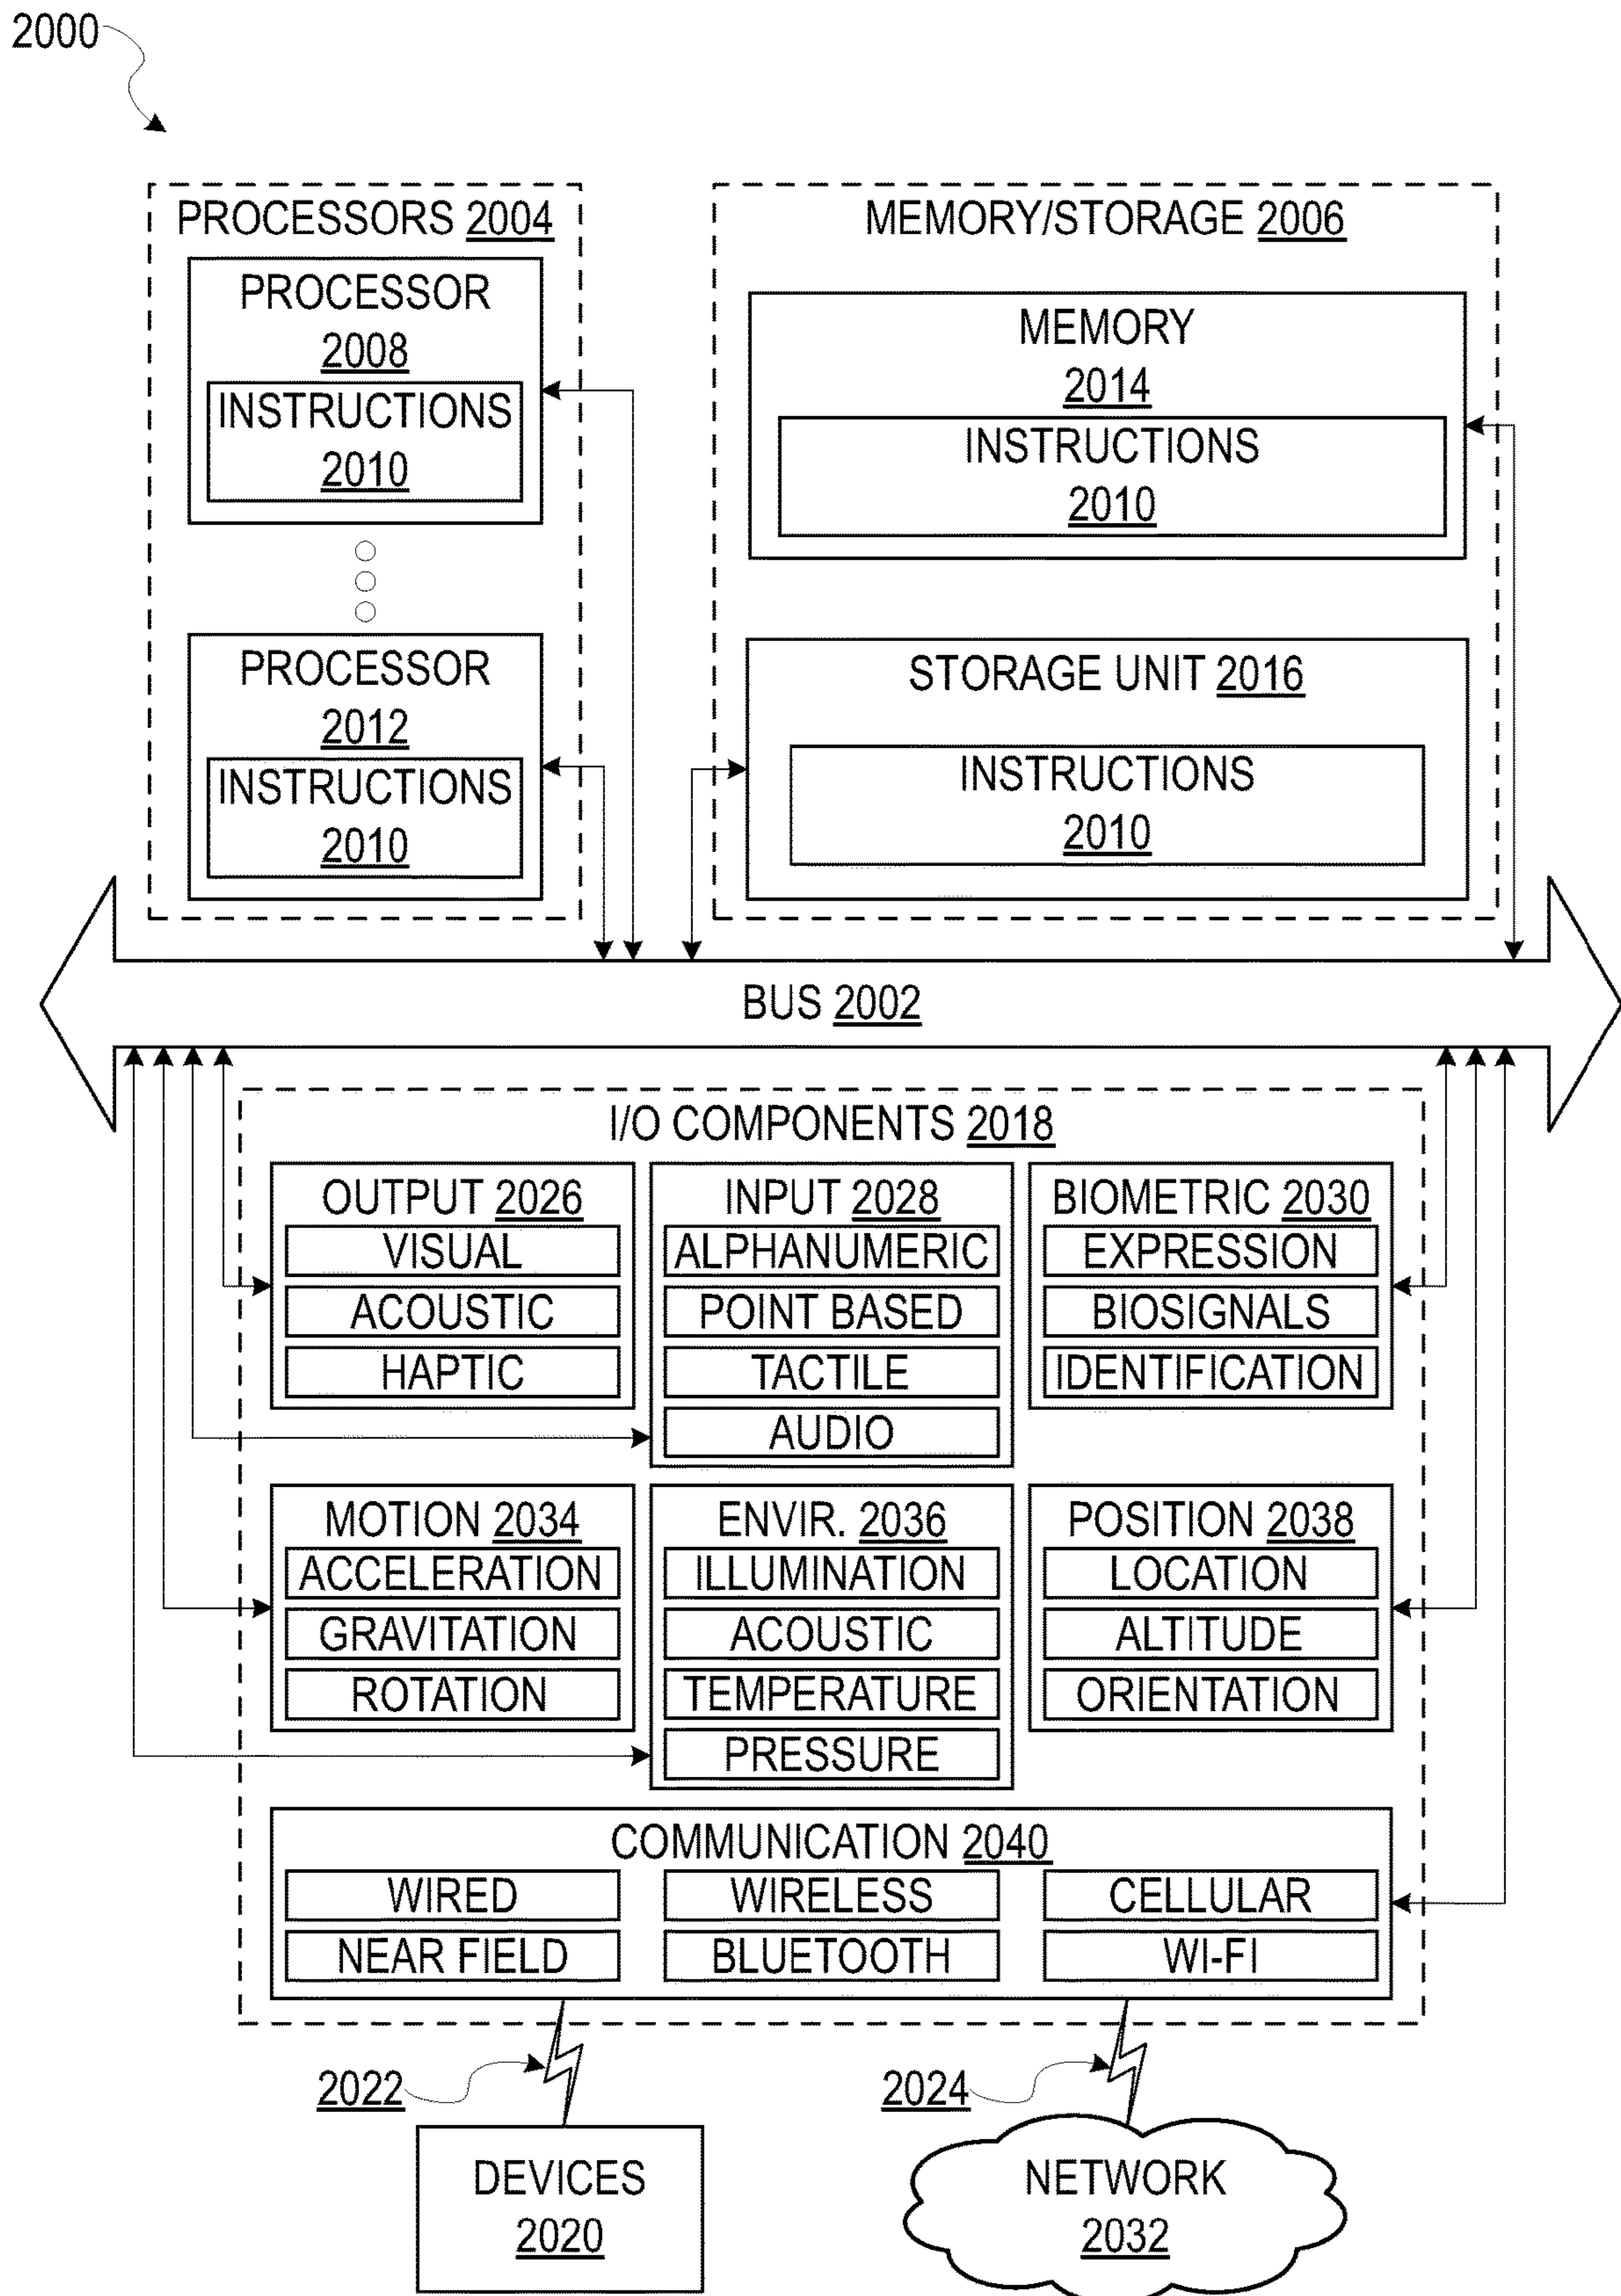 2000
PROCESSORS 2004
PROCESSOR
2008
INSTRUCTIONS
2010
PROCESSOR
2012
INSTRUCTIONS
2010
MEMORY/STORAGE 2006
MEMORY
2014
INSTRUCTIONS
2010
STORAGE UNIT 2016
INSTRUCTIONS
2010
BUS 2002
I/O COMPONENTS 2018
OUTPUT 2026
VISUAL
ACOUSTIC
HAPTIC
INPUT 2028
ALPHANUMERIC
POINT BASED
TACTILE
AUDIO
BIOMETRIC 2030
EXPRESSION
BIOSIGNALS
IDENTIFICATION
MOTION 2034
ACCELERATION
GRAVITATION
ROTATION
ENVIR. 2036
ILLUMINATION
ACOUSTIC
TEMPERATURE
PRESSURE
POSITION 2038
LOCATION
ALTITUDE
ORIENTATION
COMMUNICATION 2040
WIRED
WIRELESS
CELLULAR
NEAR FIELD
BLUETOOTH
WI-FI
2022
2024
DEVICES
2020
NETWORK
2032